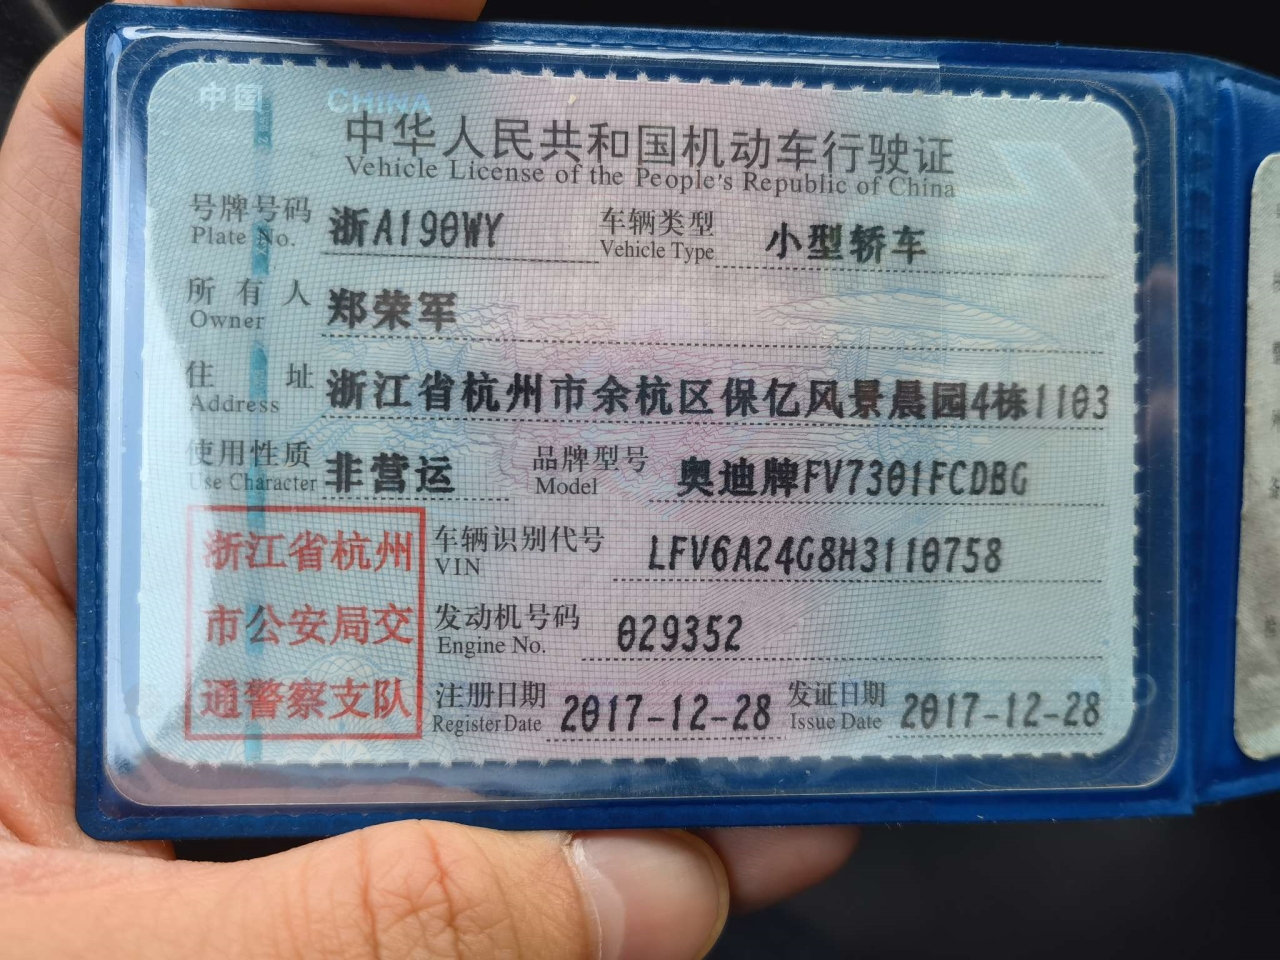 中国 CHINA
中华人民共和国机动车行驶证
Vehicle License of the People's Republic of China
号牌号码 浙A190WY 车辆类型 小型轿车
Plate No. Vehicle Type
所有人 郑荣军
Owner
住址 浙江省杭州市余杭区保亿风景晨园4栋1103
Address
使用性质 非营运 品牌型号 奥迪牌FV7301FCDBG
Use Character Model
浙江省杭州
市公安局交
通警察支队
车辆识别代号 LFV6A24G8H3110758
VIN
发动机号码 029352
Engine No.
注册日期 2017-12-28 发证日期 2017-12-28
Register Date Issue Date